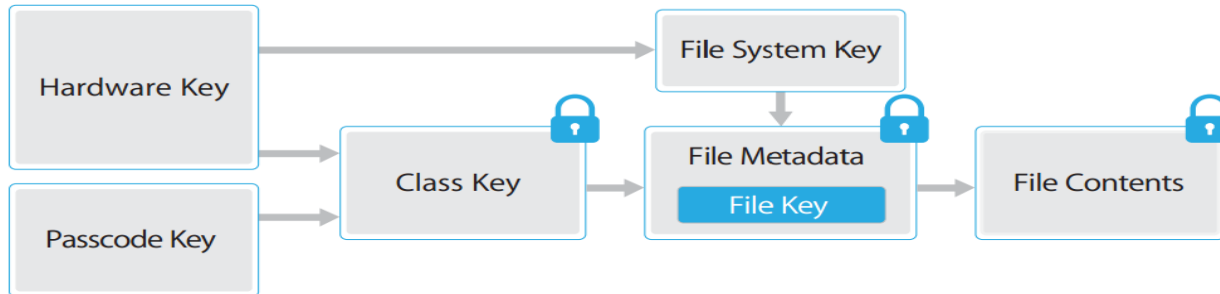 Hardware Key
File System Key
Class Key
File Metadata
File Key
File Contents
Passcode Key